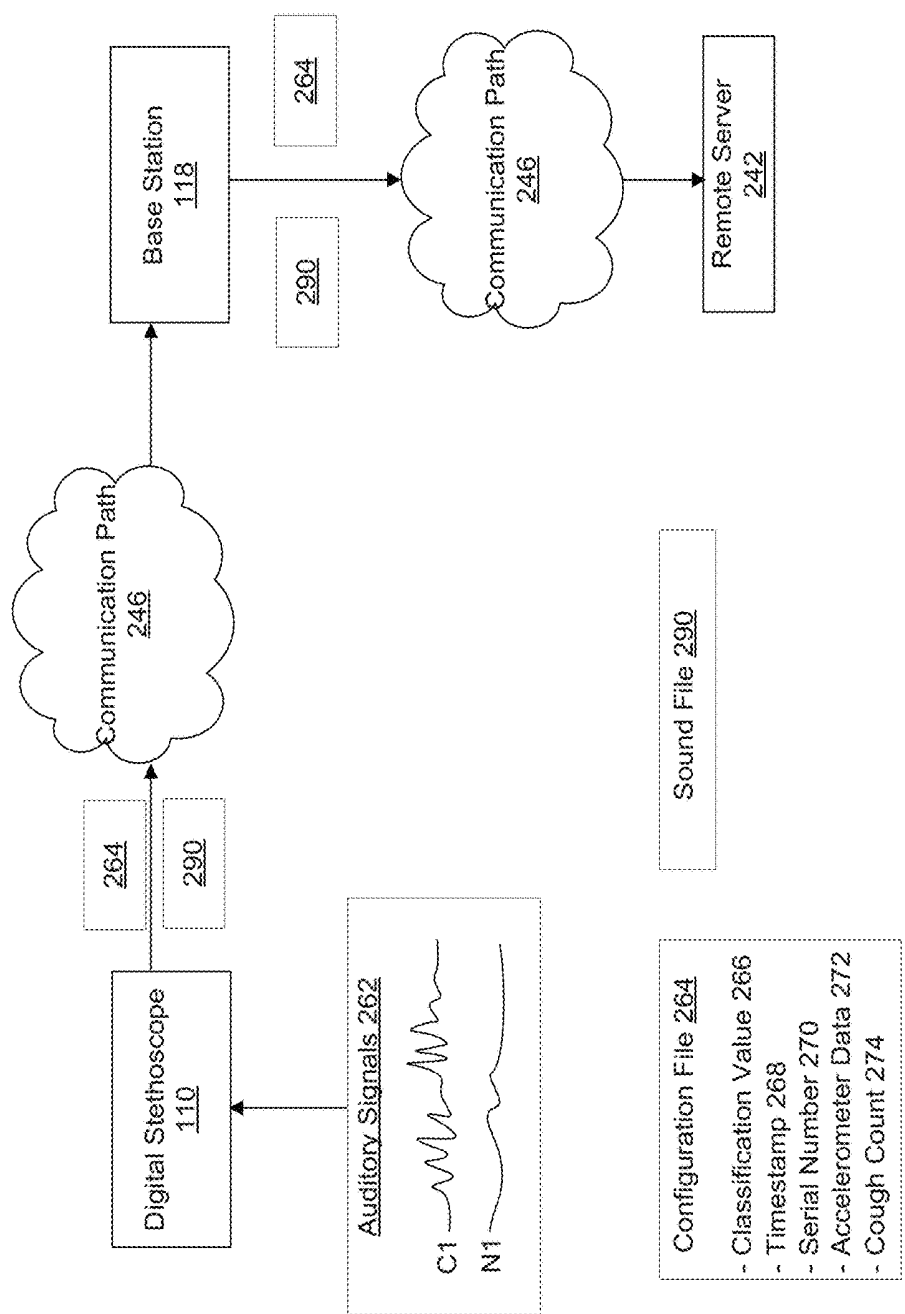 Digital Stethoscope
110
264
290
Communication Path
246
Base Station
118
290
264
Communication Path
246
Remote Server
242
Auditory Signals 262
C1
N1
Configuration File 264
- Classification Value 266
- Timestamp 268
- Serial Number 270
- Accelerometer Data 272
- Cough Count 274
Sound File 290